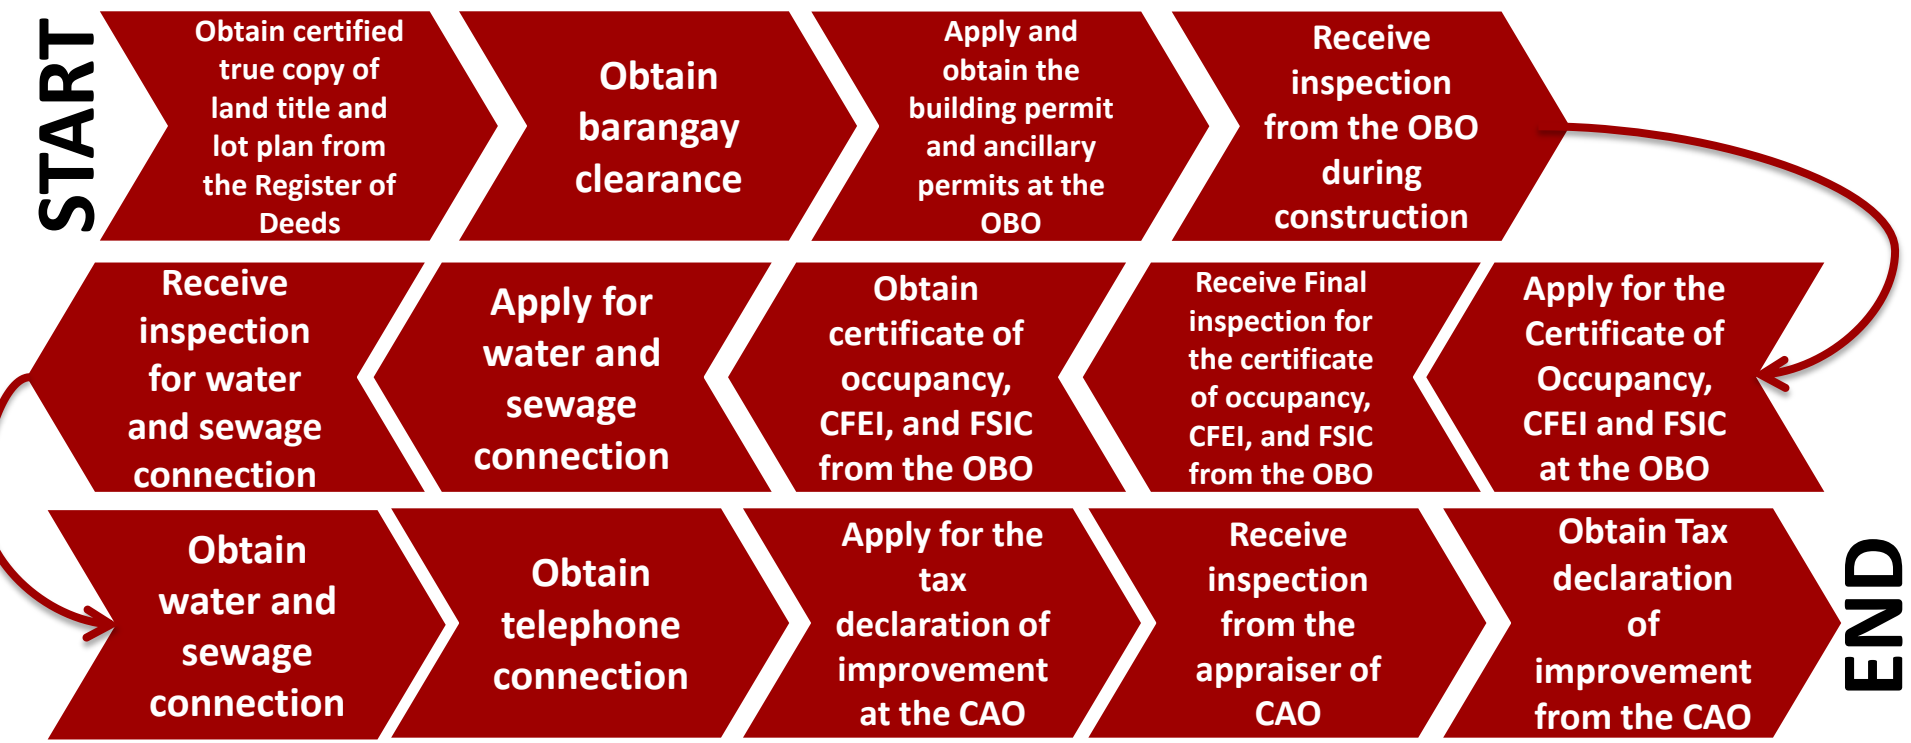 START
Obtain certified
true copy of
land title and
lot plan from
the Register of
Deeds
Obtain
barangay
clearance
Apply and
obtain the
building permit
and ancillary
permits at the
OBO
Receive
inspection
from the OBO
during
construction
Apply for the
Certificate of
Occupancy,
CFEI and FSIC
at the OBO
Receive Final
inspection for
the certificate
of occupancy,
CFEI, and FSIC
from the OBO
Obtain
certificate of
occupancy,
CFEI, and FSIC
from the OBO
Apply for
water and
sewage
connection
Receive
inspection
for water
and sewage
connection
Obtain
water and
sewage
connection
Obtain
telephone
connection
Apply for the
tax
declaration of
improvement
at the CAO
Receive
inspection
from the
appraiser of
CAO
Obtain Tax
declaration
of
improvement
from the CAO
END